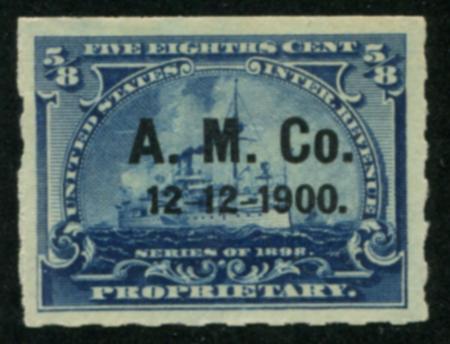 FIVE EIGHTHS CENT
5/8
5/8
UNITED STATES
INTER. REVENUE
A. M. Co.
12-12-1900.
SERIES OF 1898.
PROPRIETARY.